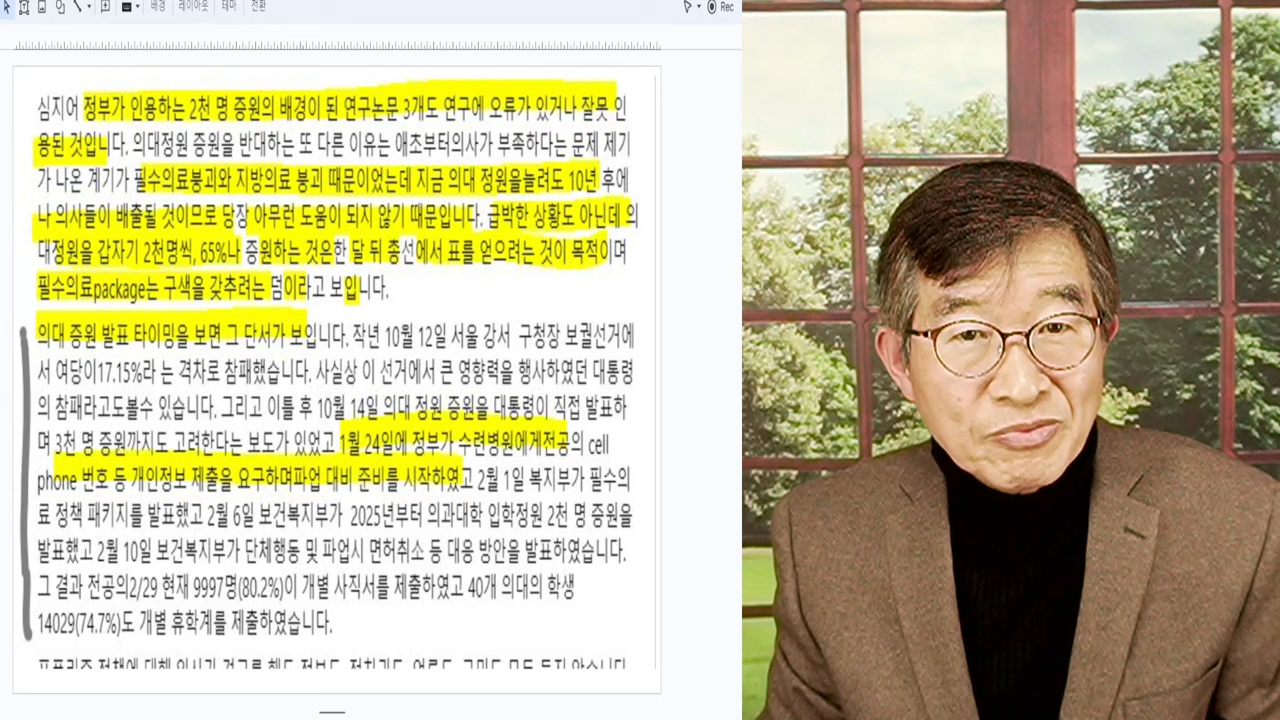 배경 레이아웃 테마 전환 Rec
심지어 정부가 인용하는 2천 명 증원의 배경이 된 연구논문 3개도 연구에 오류가 있거나 잘못 인
용된 것입니다. 의대정원 증원을 반대하는 또 다른 이유는 애초부터의사가 부족하다는 문제 제기
가 나온 계기가 필수의료붕괴와 지방의료 붕괴 때문이었는데 지금 의대 정원을늘려도 10년 후에
나 의사들이 배출될 것이므로 당장 아무런 도움이 되지 않기 때문입니다. 급박한 상황도 아닌데 의
대정원을 갑자기 2천명씩, 65%나 증원하는 것은한 달 뒤 총선에서 표를 얻으려는 것이 목적이며
필수의료package는 구색을 갖추려는 덤이라고 보입니다.
의대 증원 발표 타이밍을 보면 그 단서가 보입니다. 작년 10월 12일 서울 강서 구청장 보궐선거에
서 여당이17.15%라 는 격차로 참패했습니다. 사실상 이 선거에서 큰 영향력을 행사하였던 대통령
의 참패라고도볼수 있습니다. 그리고 이틀 후 10월 14일 의대 정원 증원을 대통령이 직접 발표하
며 3천 명 증원까지도 고려한다는 보도가 있었고 1월 24일에 정부가 수련병원에게전공의 cell
phone 번호 등 개인정보 제출을 요구하며파업 대비 준비를 시작하였고 2월 1일 복지부가 필수의
료 정책 패키지를 발표했고 2월 6일 보건복지부가 2025년부터 의과대학 입학정원 2천 명 증원을
발표했고 2월 10일 보건복지부가 단체행동 및 파업시 면허취소 등 대응 방안을 발표하였습니다.
그 결과 전공의2/29 현재 9997명(80.2%)이 개별 사직서를 제출하였고 40개 의대의 학생
14029(74.7%)도 개별 휴학계를 제출하였습니다.